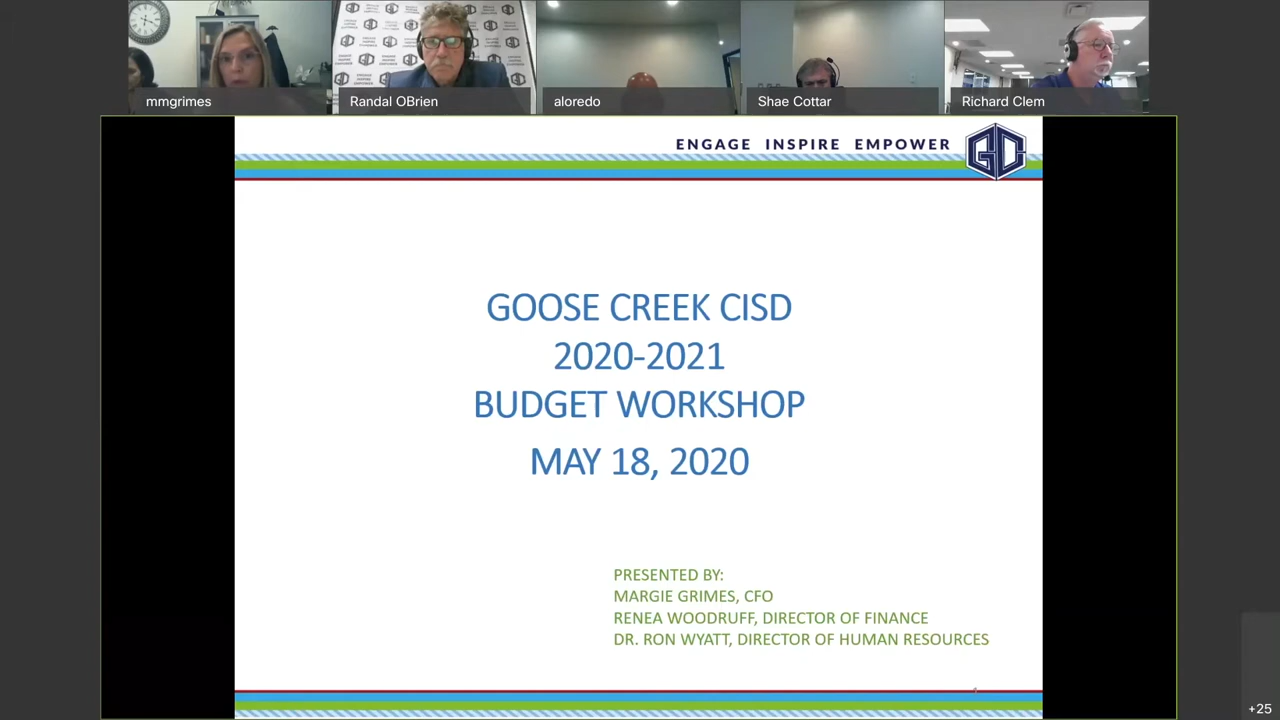 mmgrimes
Randal OBrien
aloredo
Shae Cottar
Richard Clem
ENGAGE INSPIRE EMPOWER
GOOSE CREEK CISD
2020-2021
BUDGET WORKSHOP
MAY 18, 2020
PRESENTED BY:
MARGIE GRIMES, CFO
RENEA WOODRUFF, DIRECTOR OF FINANCE
DR. RON WYATT, DIRECTOR OF HUMAN RESOURCES
+25